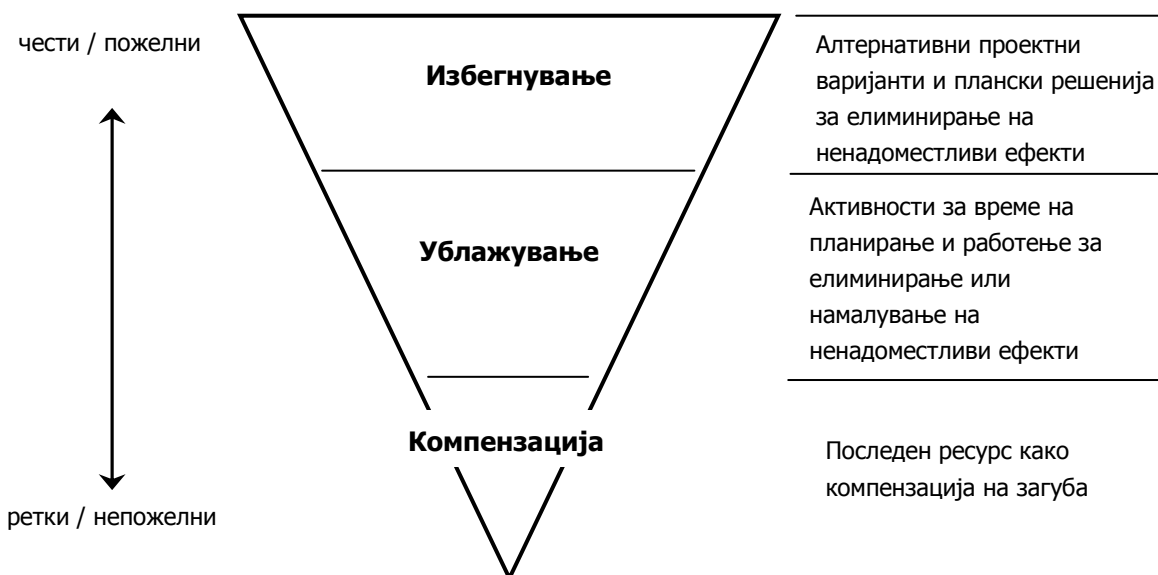 чести / пожелни
Избегнување
Алтернативни проектни
варијанти и плански решенија
за елиминирање на
ненадоместливи ефекти
Ублажување
Активности за време на
планирање и работење за
елиминирање или
намалување на
ненадоместливи ефекти
Компензација
Последен ресурс како
компензација на загуба
ретки / непожелни